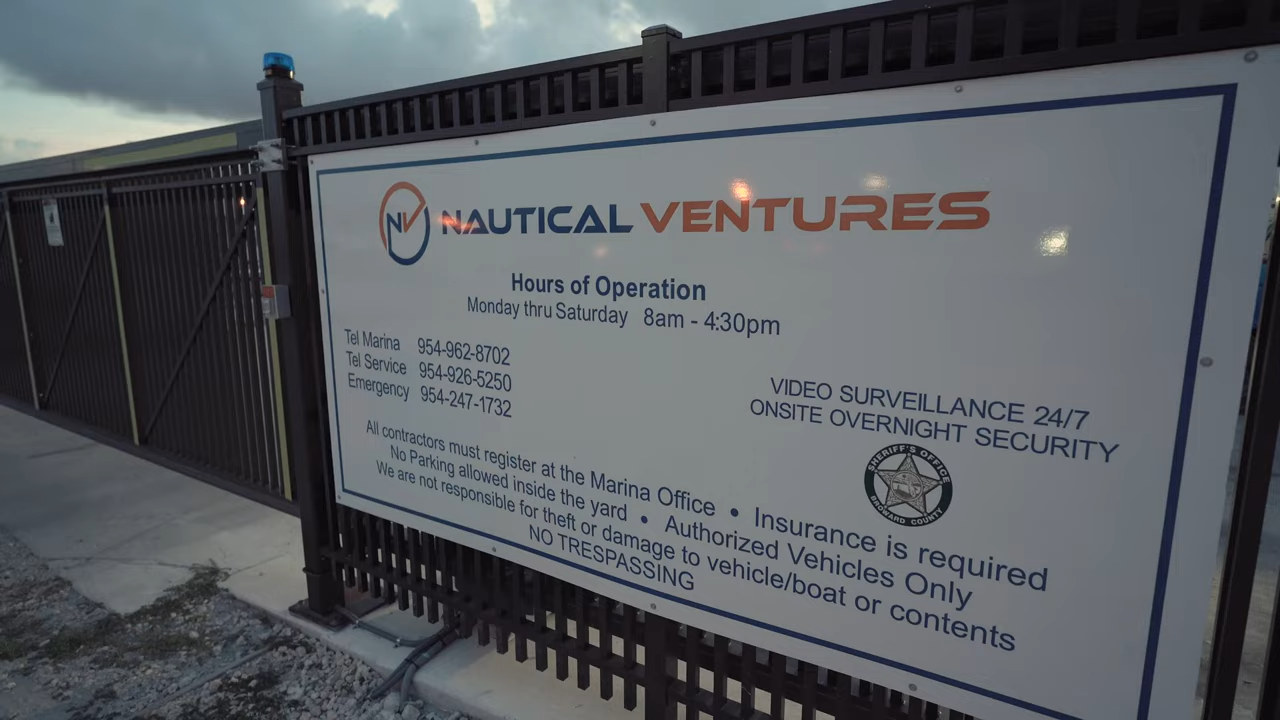 NV NAUTICAL VENTURES
Hours of Operation
Monday thru Saturday 8am - 4:30pm
Tel Marina 954-962-8702
Tel Service 954-926-5250
Emergency 954-247-1732
VIDEO SURVEILLANCE 24/7
ONSITE OVERNIGHT SECURITY
SHERIFF'S OFFICE
BROWARD COUNTY
All contractors must register at the Marina Office • Insurance is required
No Parking allowed inside the yard • Authorized Vehicles Only
We are not responsible for theft or damage to vehicle/boat or contents
NO TRESPASSING